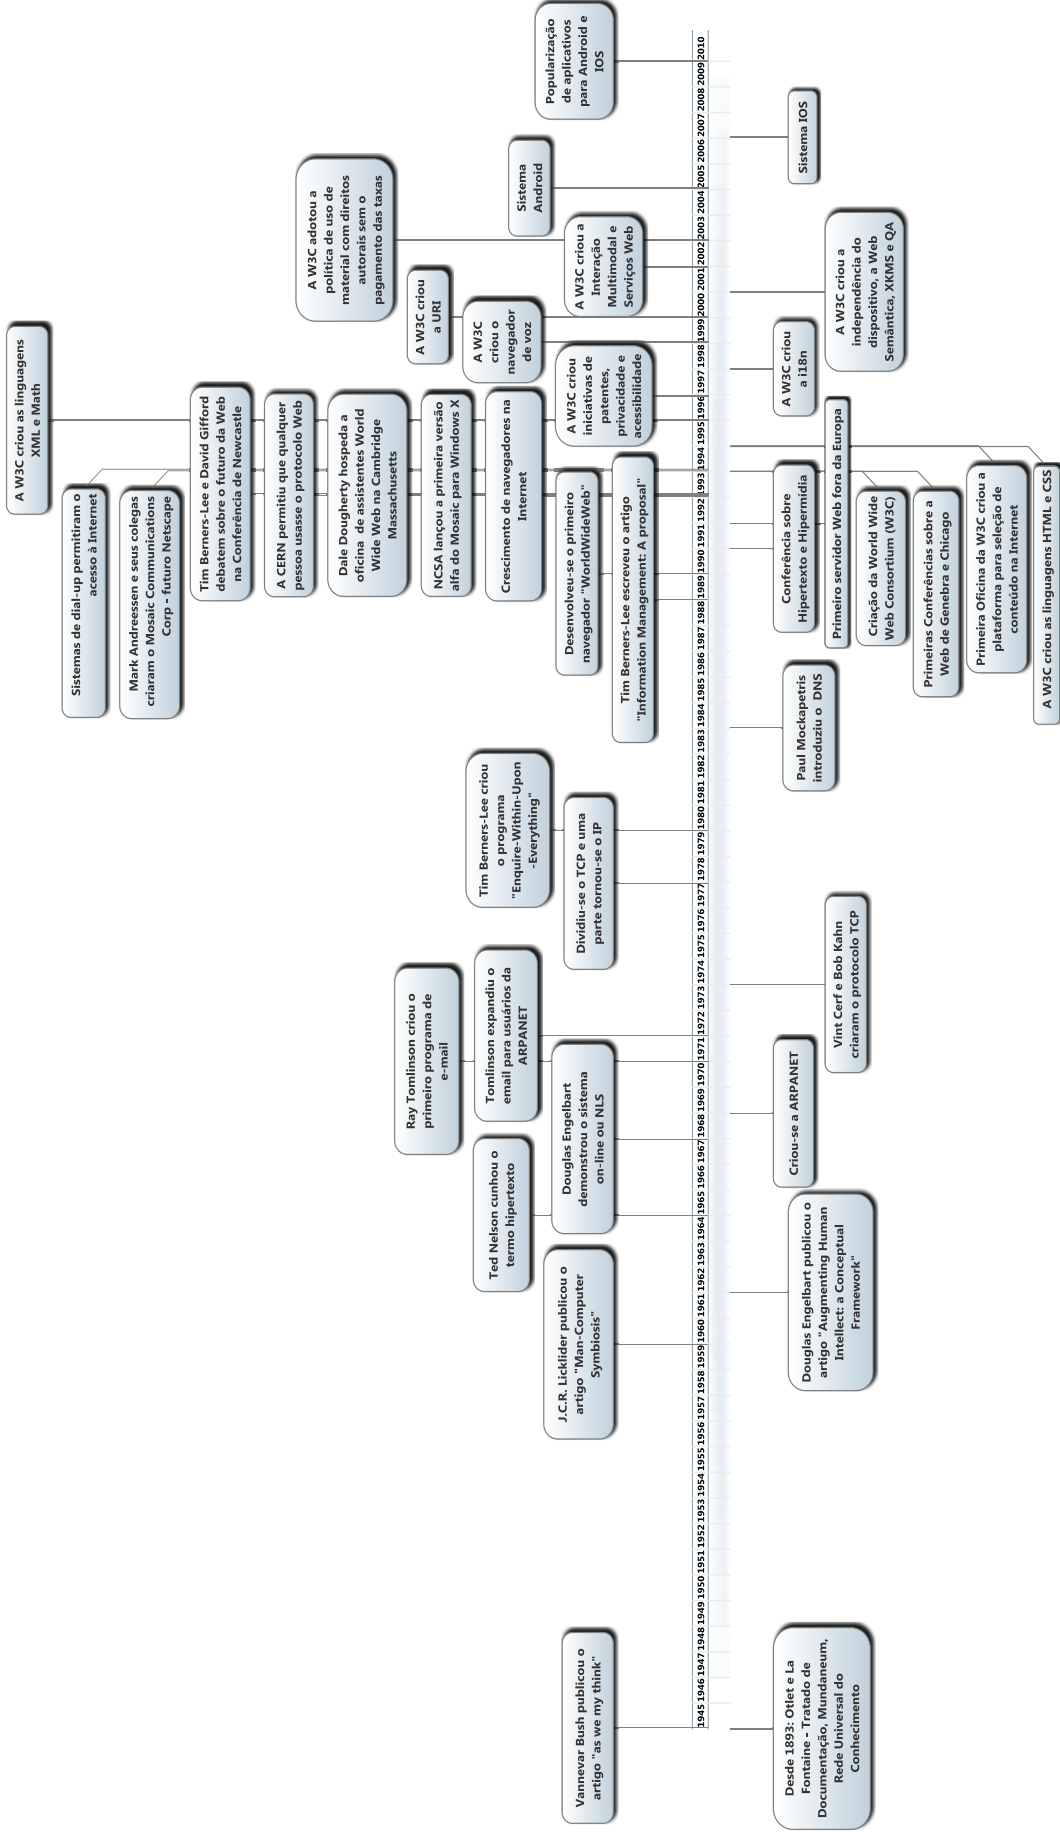 A W3C criou as linguagens
XML e Math
Sistemas de dial-up permitiram o
acesso à Internet
Mark Andreessen e seus colegas
criaram o Mosaic Communications
Corp - futuro Netscape
Tim Berners-Lee e David Gifford
debatem sobre o futuro da Web
na Conferência de Newcastle
A CERN permitiu que qualquer
pessoa usasse o protocolo Web
Dale Dougherty hospeda a
oficina de assistentes World
Wide Web na Cambridge
Massachusetts
A W3C adotou a
política de uso de
material com direitos
autorais sem o
pagamento das taxas
Ray Tomlinson criou o
primeiro programa de
e-mail
NCSA lançou a primeira versão
alfa do Mosaic para Windows X
A W3C criou
a URI
Ted Nelson cunhou o
termo hipertexto
Tomlinson expandiu o
email para usuários da
ARPANET
Tim Berners-Lee criou
o programa
"Enquire-Within-Upon
-Everything"
Crescimento de navegadores na
Internet
A W3C
criou o
navegador
de voz
Sistema
Android
Popularização
de aplicativos
para Android e
IOS
Vannevar Bush publicou o
artigo "as we my think"
J.C.R. Licklider publicou o
artigo "Man-Computer
Symbiosis"
Douglas Engelbart
demonstrou o sistema
on-line ou NLS
Dividiu-se o TCP e uma
parte tornou-se o IP
Desenvolveu-se o primeiro
navegador "WorldWideWeb"
A W3C criou
iniciativas de
patentes,
privacidade e
acessibilidade
A W3C criou a
Interação
Multimodal e
Serviços Web
Tim Berners-Lee escreveu o artigo
"Information Management: A proposal"
1945 1946 1947 1948 1949 1950 1951 1952 1953 1954 1955 1956 1957 1958 1959 1960 1961 1962 1963 1964 1965 1966 1967 1968 1969 1970 1971 1972 1973 1974 1975 1976 1977 1978 1979 1980 1981 1982 1983 1984 1985 1986 1987 1988 1989 1990 1991 1992 1993 1994 1995 1996 1997 1998 1999 2000 2001 2002 2003 2004 2005 2006 2007 2008 2009 2010
Desde 1893: Otlet e La
Fontaine - Tratado de
Documentação, Mundaneum,
Rede Universal do
Conhecimento
Douglas Engelbart publicou o
artigo "Augmenting Human
Intellect: a Conceptual
Framework"
Criou-se a ARPANET
Vint Cerf e Bob Kahn
criaram o protocolo TCP
Paul Mockapetris
introduziu o DNS
Conferência sobre
Hipertexto e Hipermídia
A W3C criou
a i18n
Sistema IOS
Primeiro servidor Web fora da Europa
A W3C criou a
independência do
dispositivo, a Web
Semântica, XKMS e QA
Criação da World Wide
Web Consortium (W3C)
Primeiras Conferências sobre a
Web de Genebra e Chicago
Primeira Oficina da W3C criou a
plataforma para seleção de
conteúdo na Internet
A W3C criou as linguagens HTML e CSS